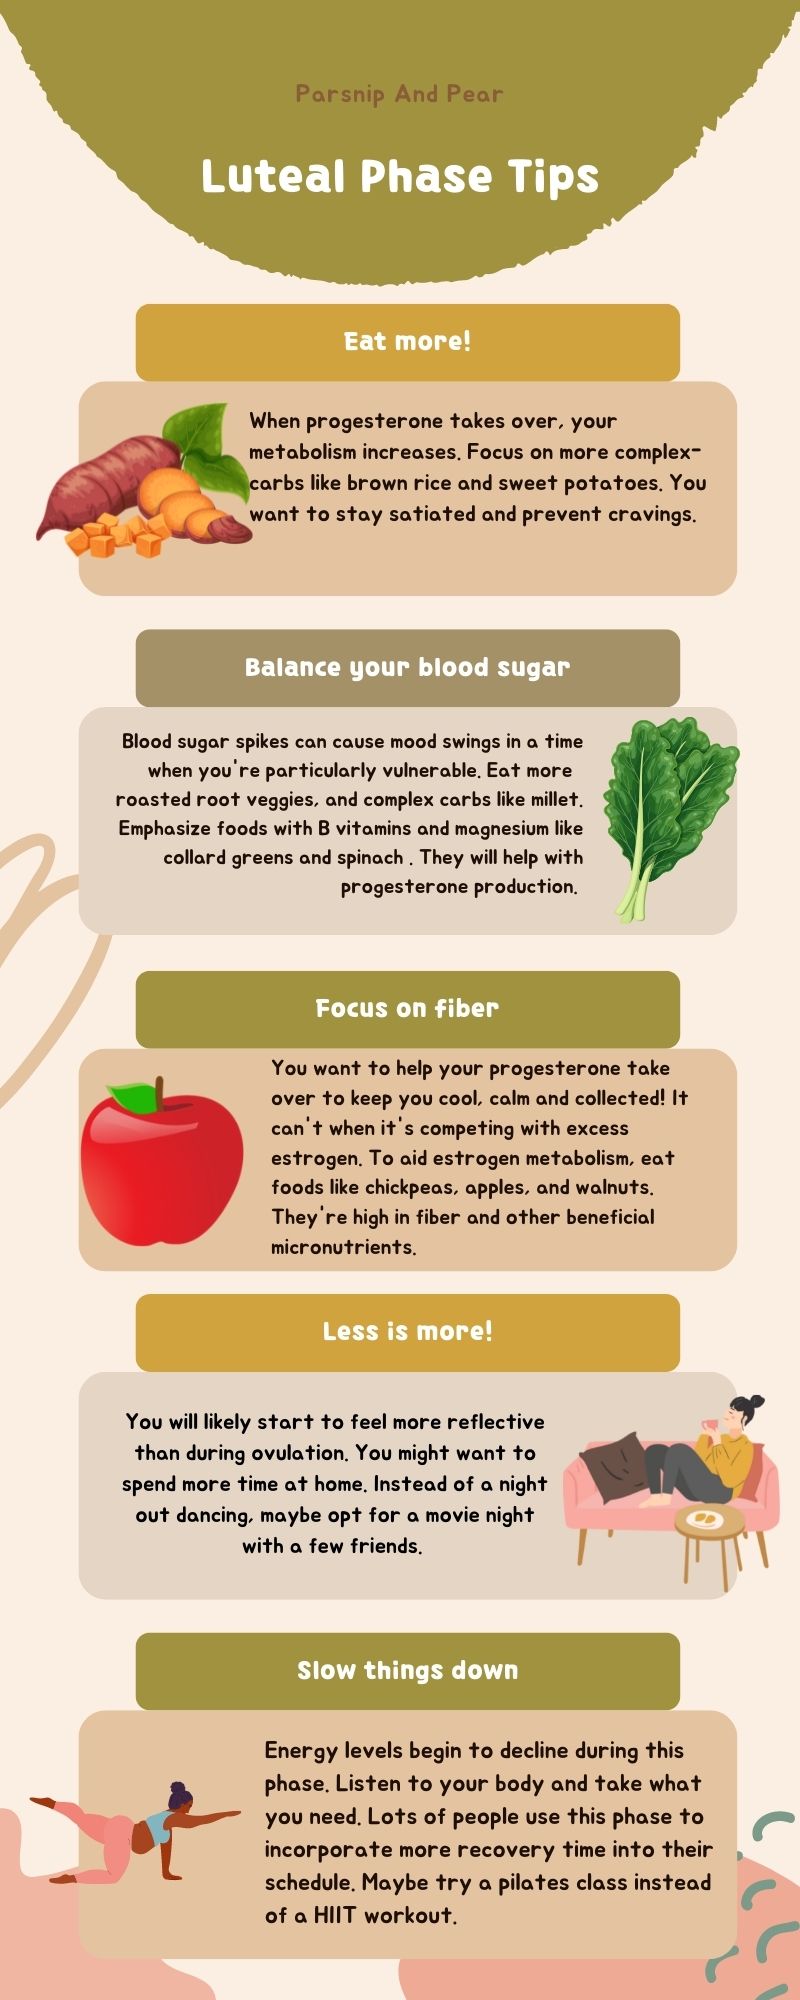 Parsnip And Pear
Luteal Phase Tips
Eat more!
When progesterone takes over, your
metabolism increases. Focus on more complex-
carbs like brown rice and sweet potatoes. You
want to stay satiated and prevent cravings.
Balance your blood sugar
Blood sugar spikes can cause mood swings in a time
when you're particularly vulnerable. Eat more
roasted root veggies, and complex carbs like millet.
Emphasize foods with B vitamins and magnesium like
collard greens and spinach . They will help with
progesterone production.
Focus on fiber
You want to help your progesterone take
over to keep you cool, calm and collected! It
can't when it's competing with excess
estrogen. To aid estrogen metabolism, eat
foods like chickpeas, apples, and walnuts.
They're high in fiber and other beneficial
micronutrients.
Less is more!
You will likely start to feel more reflective
than during ovulation. You might want to
spend more time at home. Instead of a night
out dancing, maybe opt for a movie night
with a few friends.
Slow things down
Energy levels begin to decline during this
phase. Listen to your body and take what
you need. Lots of people use this phase to
incorporate more recovery time into their
schedule. Maybe try a pilates class instead
of a HIIT workout.